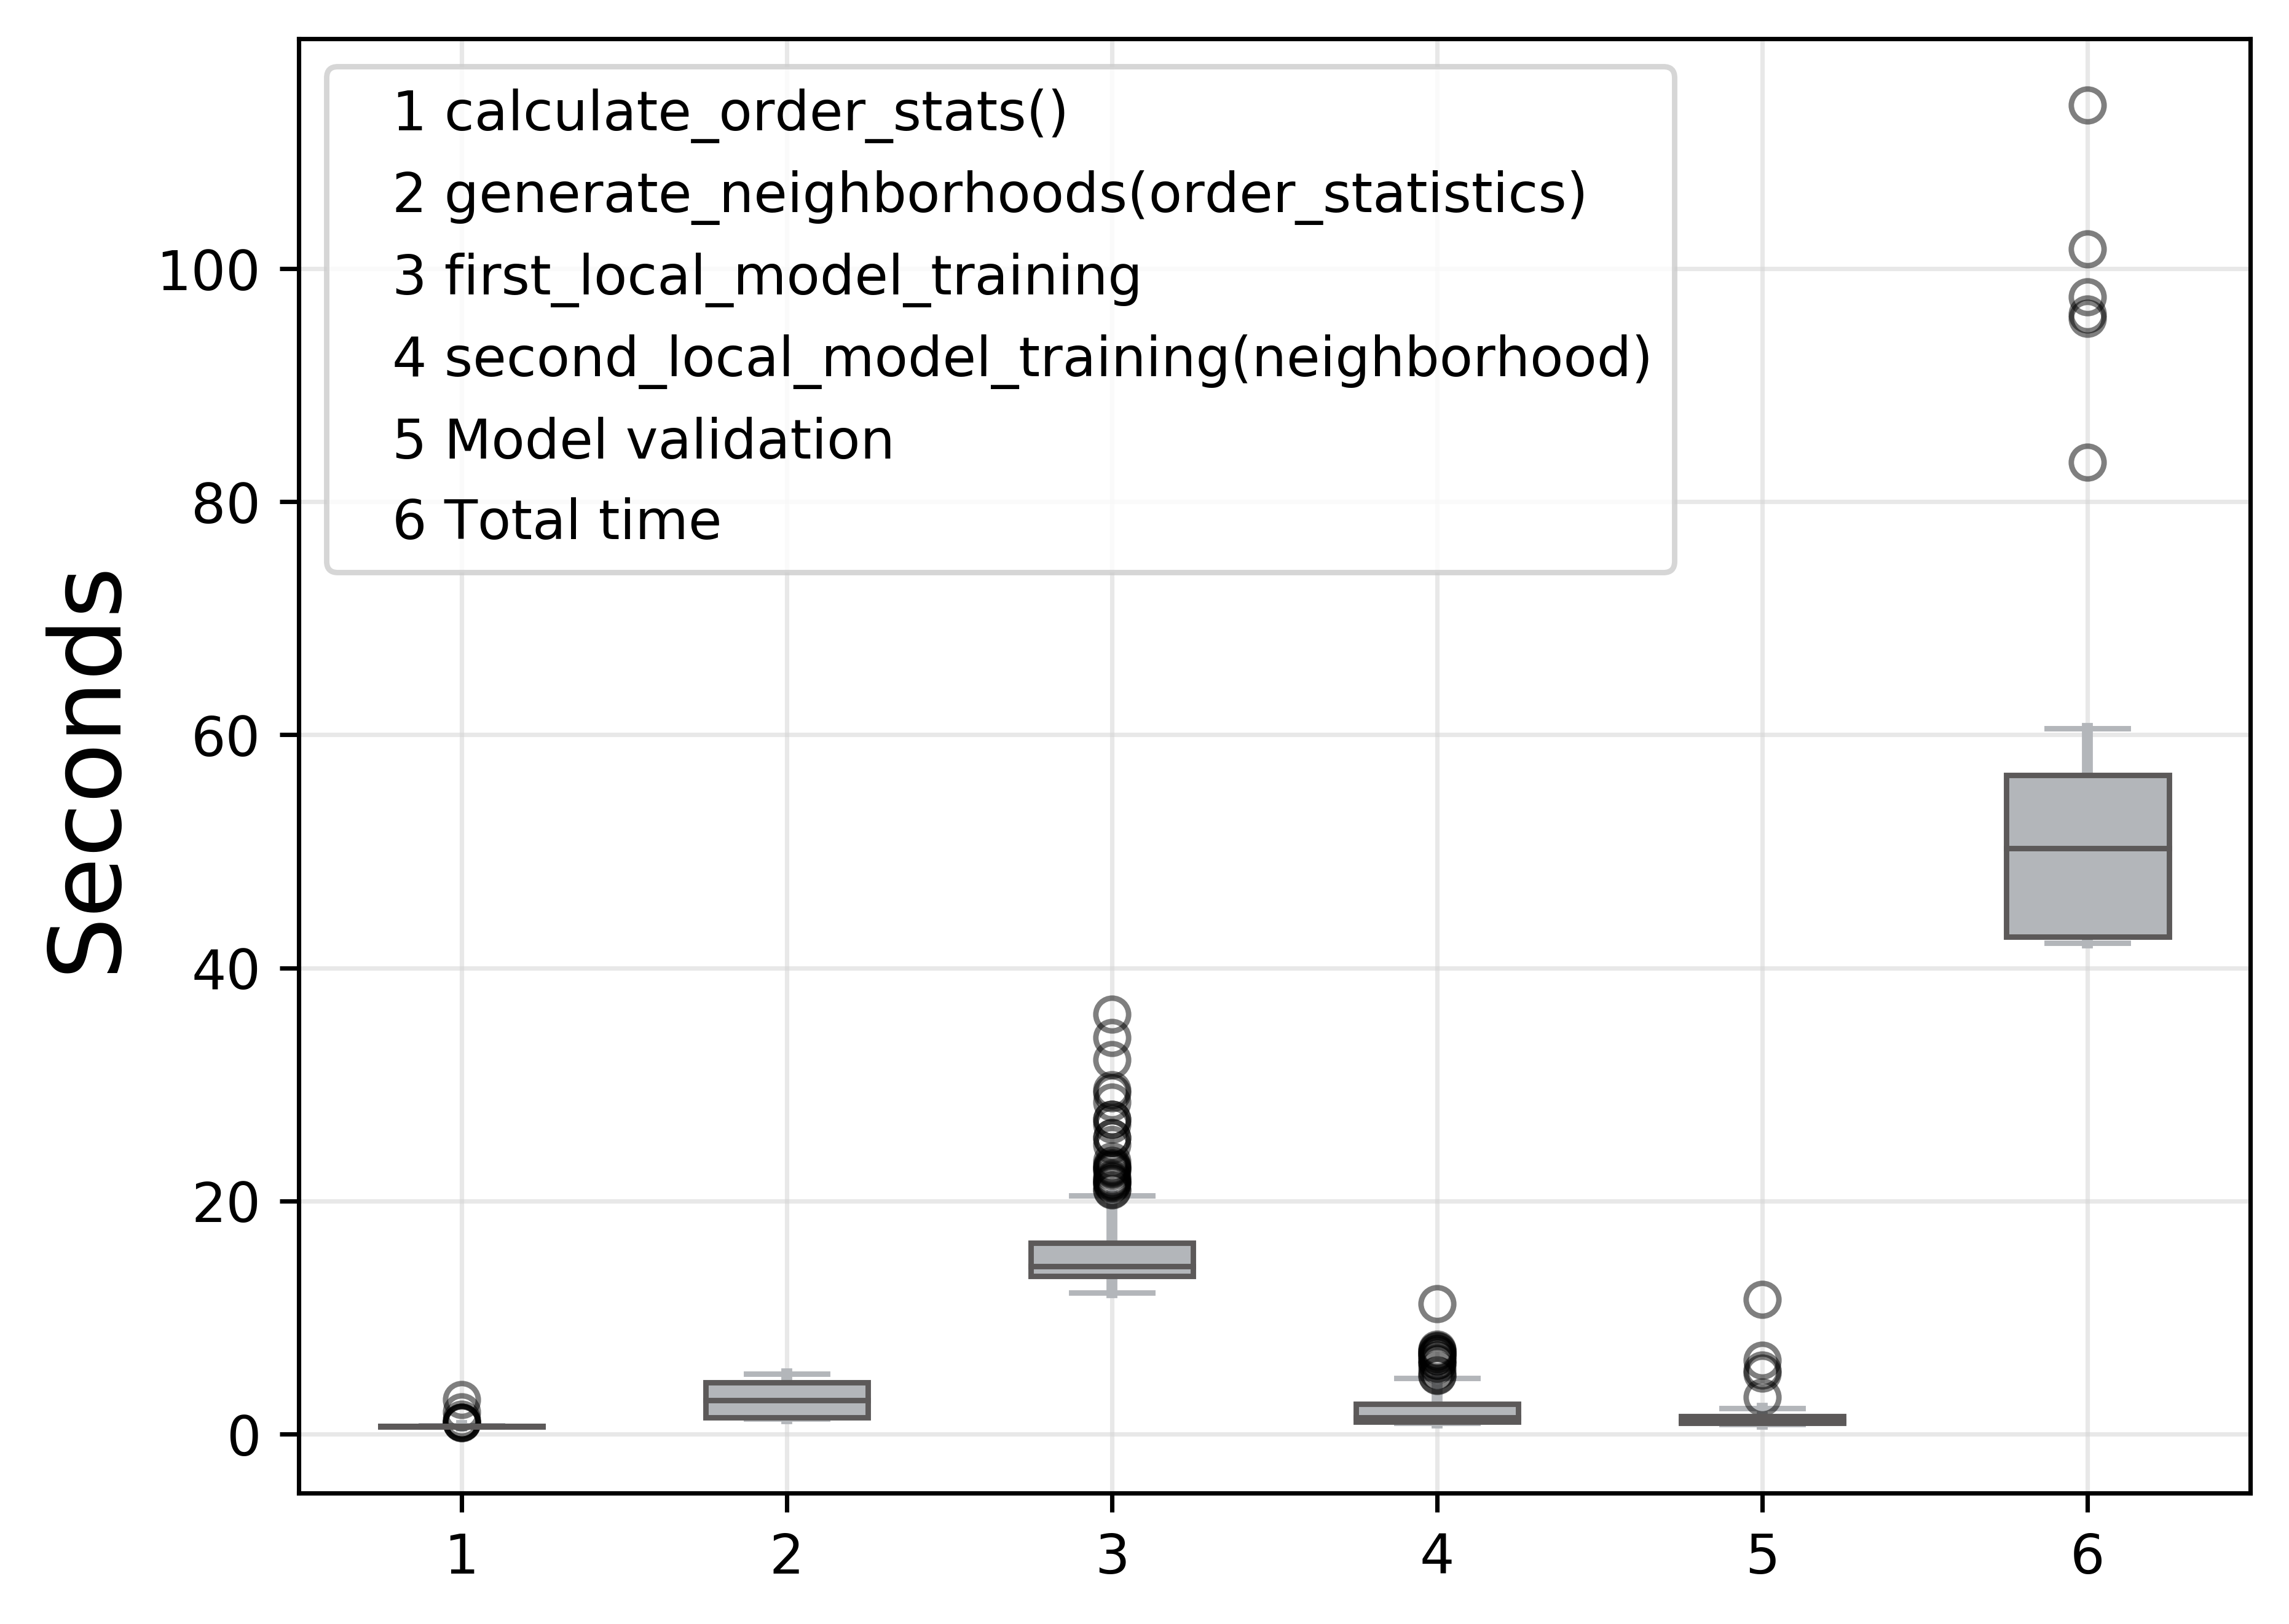 1 calculate_order_stats()
2 generate_neighborhoods(order_statistics)
3 first_local_model_training
4 second_local_model_training(neighborhood)
5 Model validation
6 Total time
Seconds
100
80
60
40
20
0
1 2 3 4 5 6